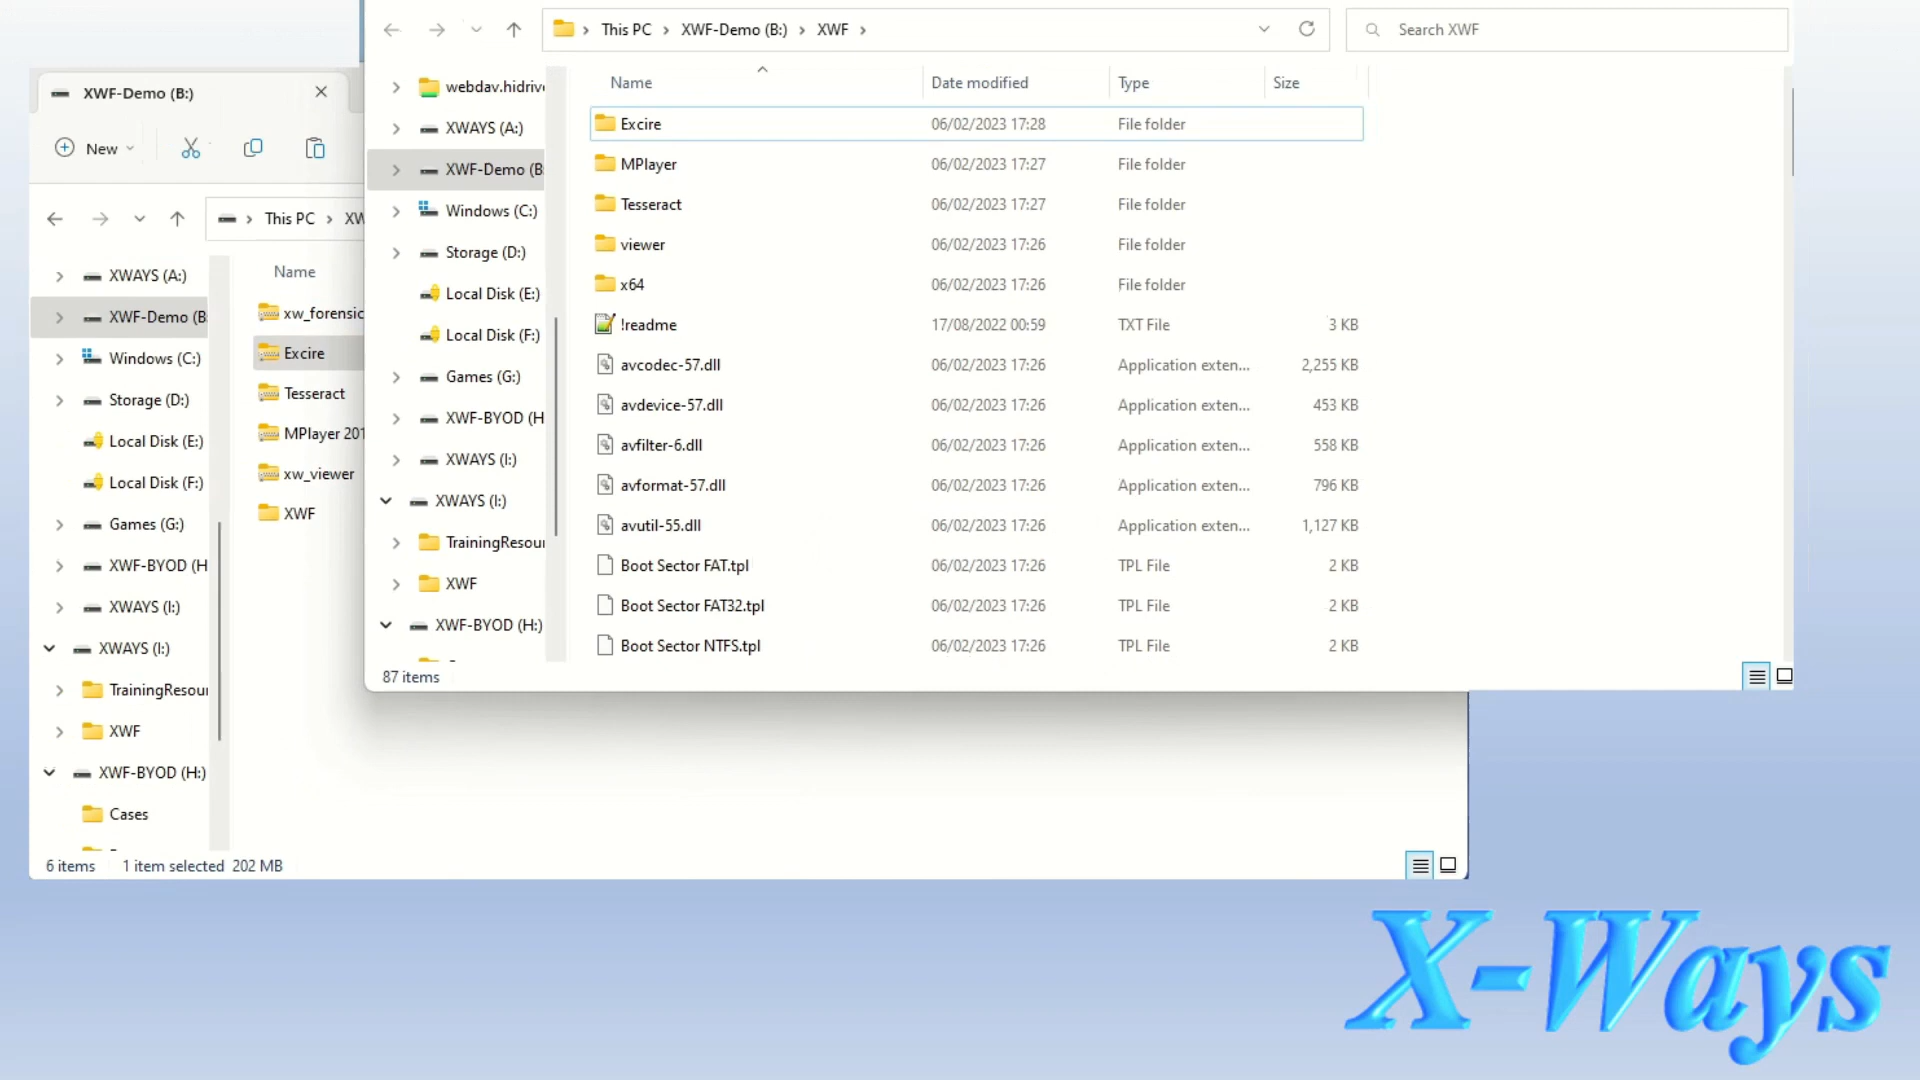 This PC > XWF-Demo (B:) > XWF >
Search XWF
webdav.hidriv
XWAYS (A:)
XWF-Demo (B
Windows (C:)
Storage (D:)
Local Disk (E:)
Local Disk (F:)
Games (G:)
XWF-BYOD (H
XWAYS (I:)
XWAYS (I:)
TrainingResour
XWF
XWF-BYOD (H:)
Name Date modified Type Size
Excire 06/02/2023 17:28 File folder
MPlayer 06/02/2023 17:27 File folder
Tesseract 06/02/2023 17:27 File folder
viewer 06/02/2023 17:26 File folder
x64 06/02/2023 17:26 File folder
!readme 17/08/2022 00:59 TXT File 3 KB
avcodec-57.dll 06/02/2023 17:26 Application exten... 2,255 KB
avdevice-57.dll 06/02/2023 17:26 Application exten... 453 KB
avfilter-6.dll 06/02/2023 17:26 Application exten... 558 KB
avformat-57.dll 06/02/2023 17:26 Application exten... 796 KB
avutil-55.dll 06/02/2023 17:26 Application exten... 1,127 KB
Boot Sector FAT.tpl 06/02/2023 17:26 TPL File 2 KB
Boot Sector FAT32.tpl 06/02/2023 17:26 TPL File 2 KB
Boot Sector NTFS.tpl 06/02/2023 17:26 TPL File 2 KB
87 items
XWF-Demo (B:)
New
This PC > XW
XWAYS (A:)
XWF-Demo (B
Windows (C:)
Storage (D:)
Local Disk (E:)
Local Disk (F:)
Games (G:)
XWF-BYOD (H
XWAYS (I:)
XWAYS (I:)
TrainingResour
XWF
XWF-BYOD (H:)
Cases
Name
xw_forensic
Excire
Tesseract
MPlayer 201
xw_viewer
XWF
6 items 1 item selected 202 MB
X-Ways